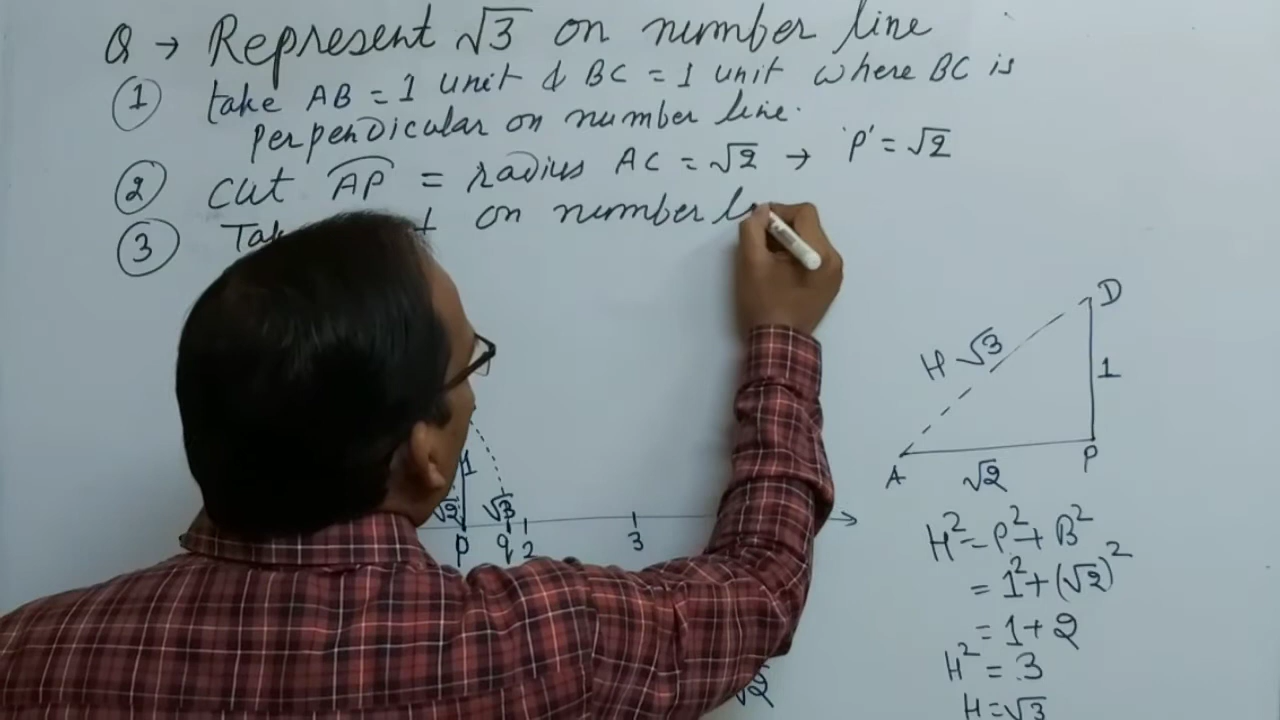 Q → Represent √3 on number line
① take AB = 1 unit & BC = 1 unit where BC is
perpendicular on number line.
② cut AP = radius AC = √2 → 'P' = √2
③ on number
D
H √3
1
A
√2
P
1
√2
√3
P
q
2
3
H² = P² + B²
= 1² + (√2)²
= 1 + 2
H² = 3
H = √3
√2